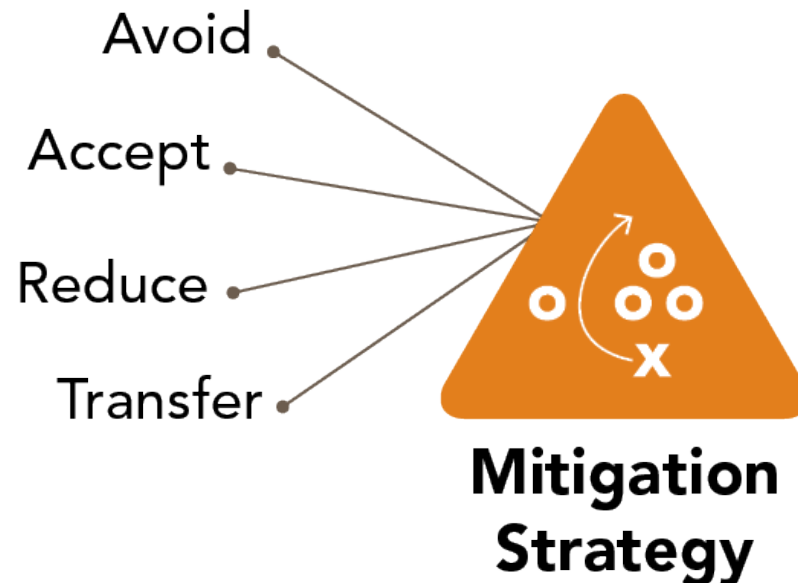 Avoid
Accept
Reduce
Transfer
x
Mitigation
Strategy